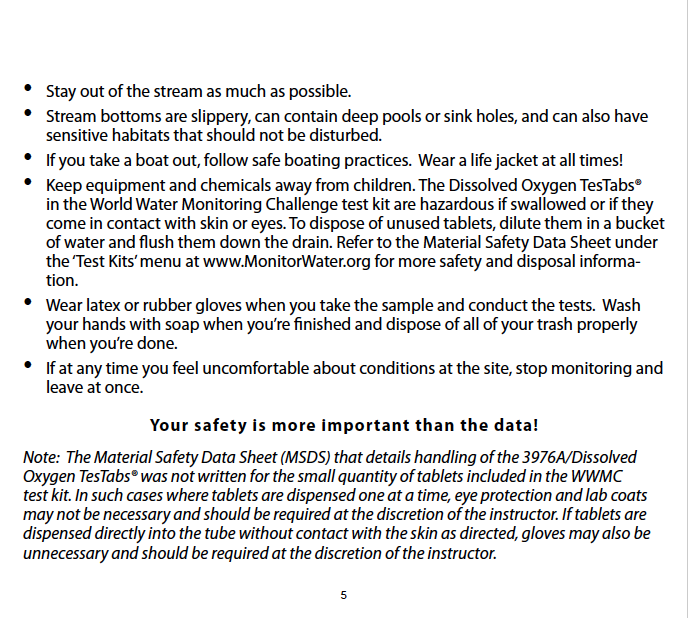 • Stay out of the stream as much as possible.
• Stream bottoms are slippery, can contain deep pools or sink holes, and can also have
sensitive habitats that should not be disturbed.
• If you take a boat out, follow safe boating practices.  Wear a life jacket at all times!
• Keep equipment and chemicals away from children. The Dissolved Oxygen TesTabs®
in the World Water Monitoring Challenge test kit are hazardous if swallowed or if they
come in contact with skin or eyes. To dispose of unused tablets, dilute them in a bucket
of water and flush them down the drain. Refer to the Material Safety Data Sheet under
the ‘Test Kits’ menu at www.MonitorWater.org for more safety and disposal informa-
tion.
• Wear latex or rubber gloves when you take the sample and conduct the tests.  Wash
your hands with soap when you’re finished and dispose of all of your trash properly
when you’re done.
• If at any time you feel uncomfortable about conditions at the site, stop monitoring and
leave at once.
Your safety is more important than the data!
Note:  The Material Safety Data Sheet (MSDS) that details handling of the 3976A/Dissolved
Oxygen TesTabs® was not written for the small quantity of tablets included in the WWMC
test kit. In such cases where tablets are dispensed one at a time, eye protection and lab coats
may not be necessary and should be required at the discretion of the instructor. If tablets are
dispensed directly into the tube without contact with the skin as directed, gloves may also be
unnecessary and should be required at the discretion of the instructor.
5